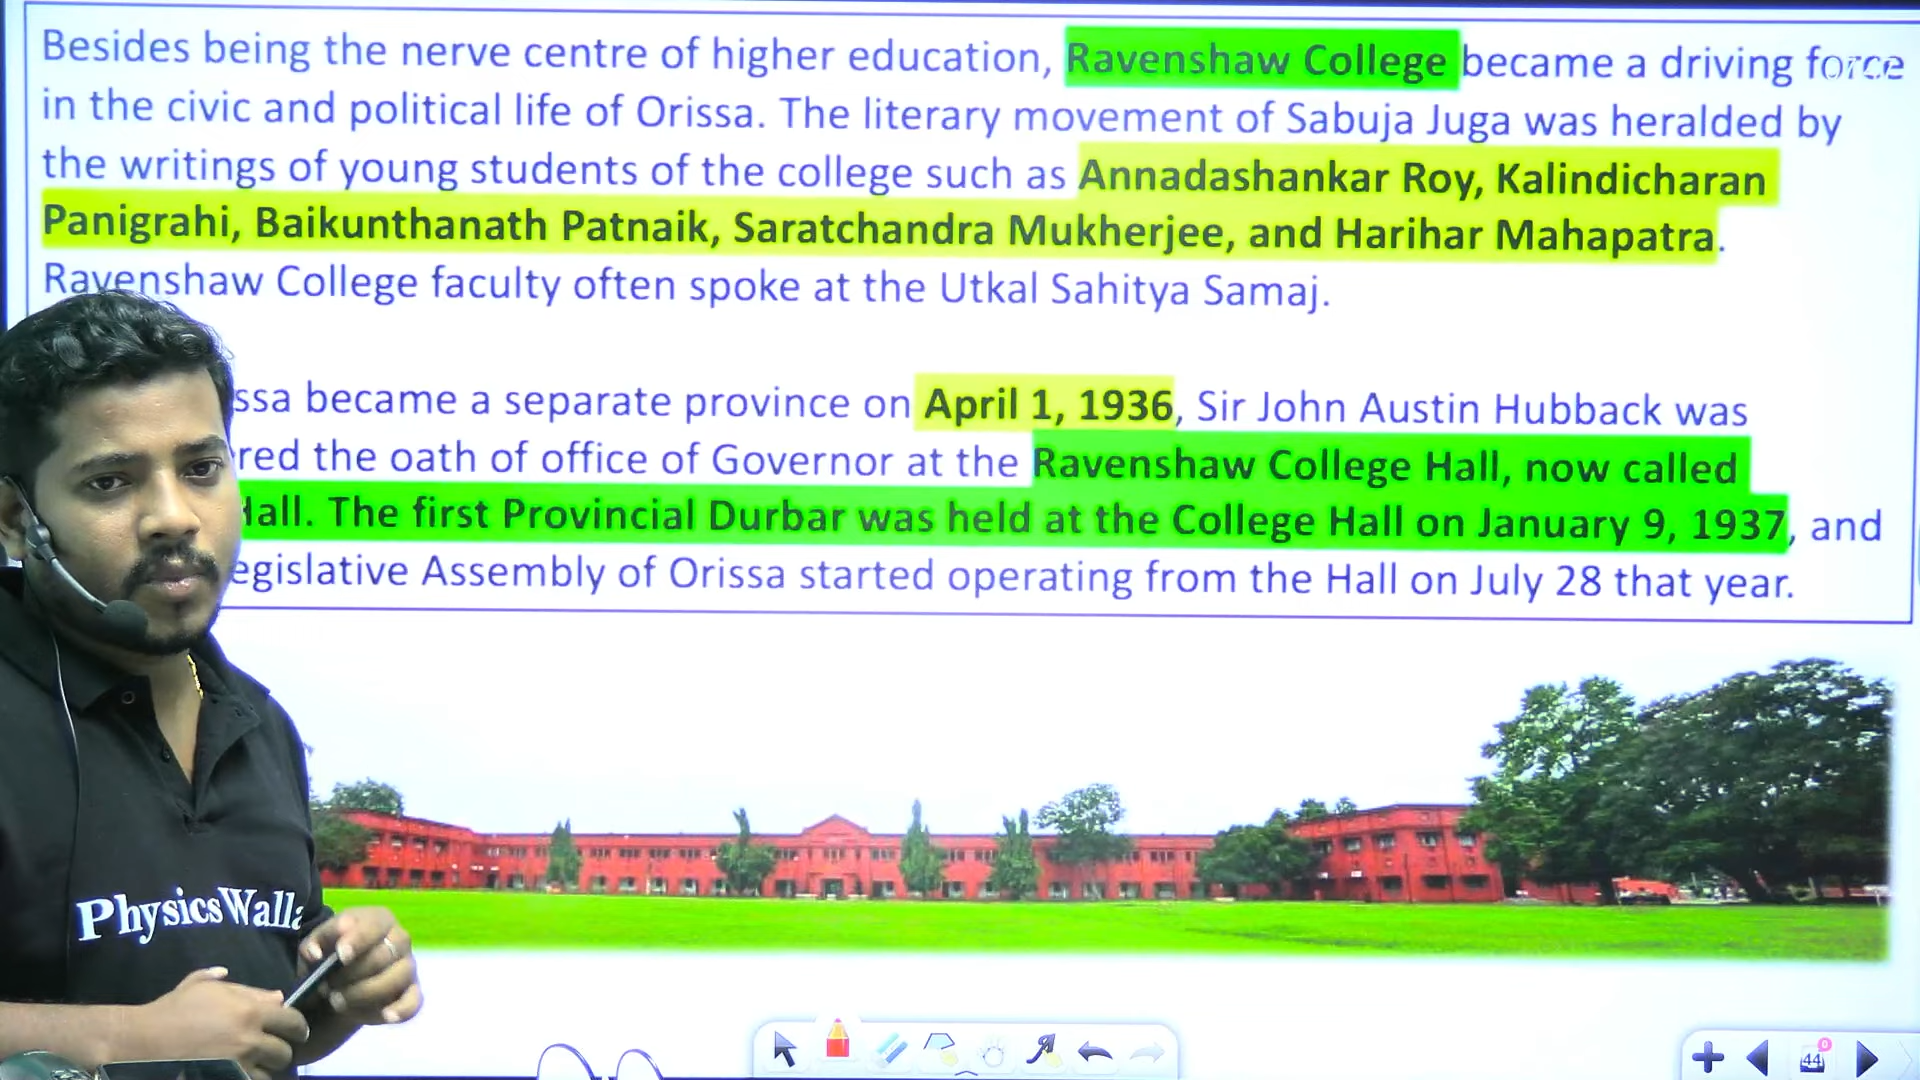 Besides being the nerve centre of higher education, Ravenshaw College became a driving force
in the civic and political life of Orissa. The literary movement of Sabuja Juga was heralded by
the writings of young students of the college such as Annadashankar Roy, Kalindicharan
Panigrahi, Baikunthanath Patnaik, Saratchandra Mukherjee, and Harihar Mahapatra.
Ravenshaw College faculty often spoke at the Utkal Sahitya Samaj.
ssa became a separate province on April 1, 1936, Sir John Austin Hubback was
red the oath of office of Governor at the Ravenshaw College Hall, now called
Hall. The first Provincial Durbar was held at the College Hall on January 9, 1937, and
egislative Assembly of Orissa started operating from the Hall on July 28 that year.
PhysicsWalla
44
0